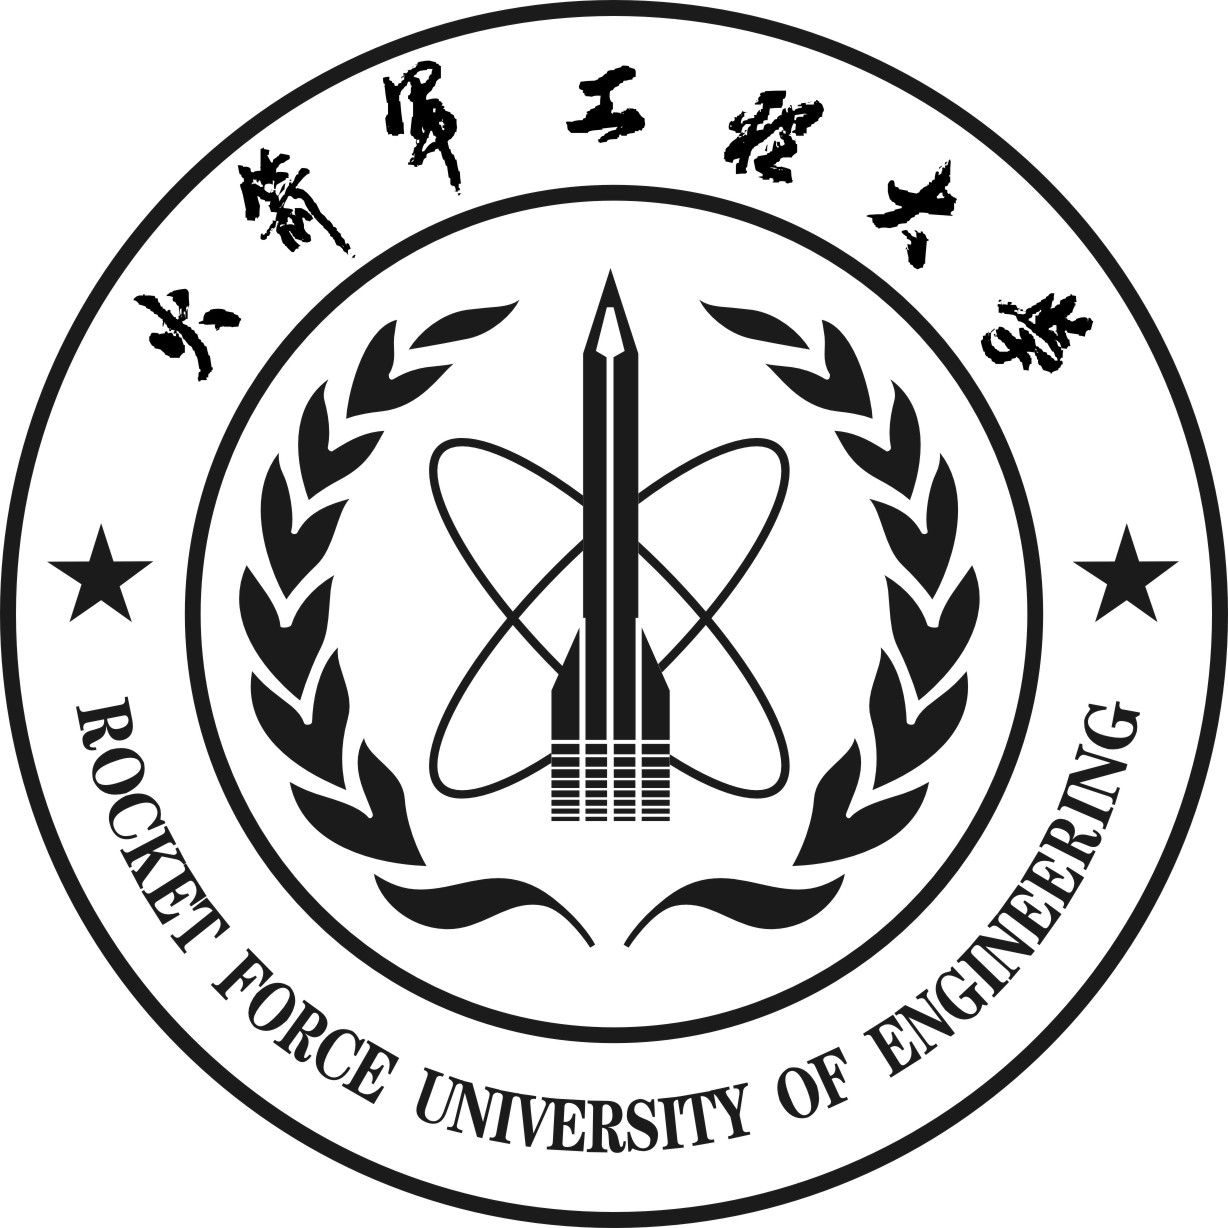 火箭军工程大学
ROCKET FORCE UNIVERSITY OF ENGINEERING